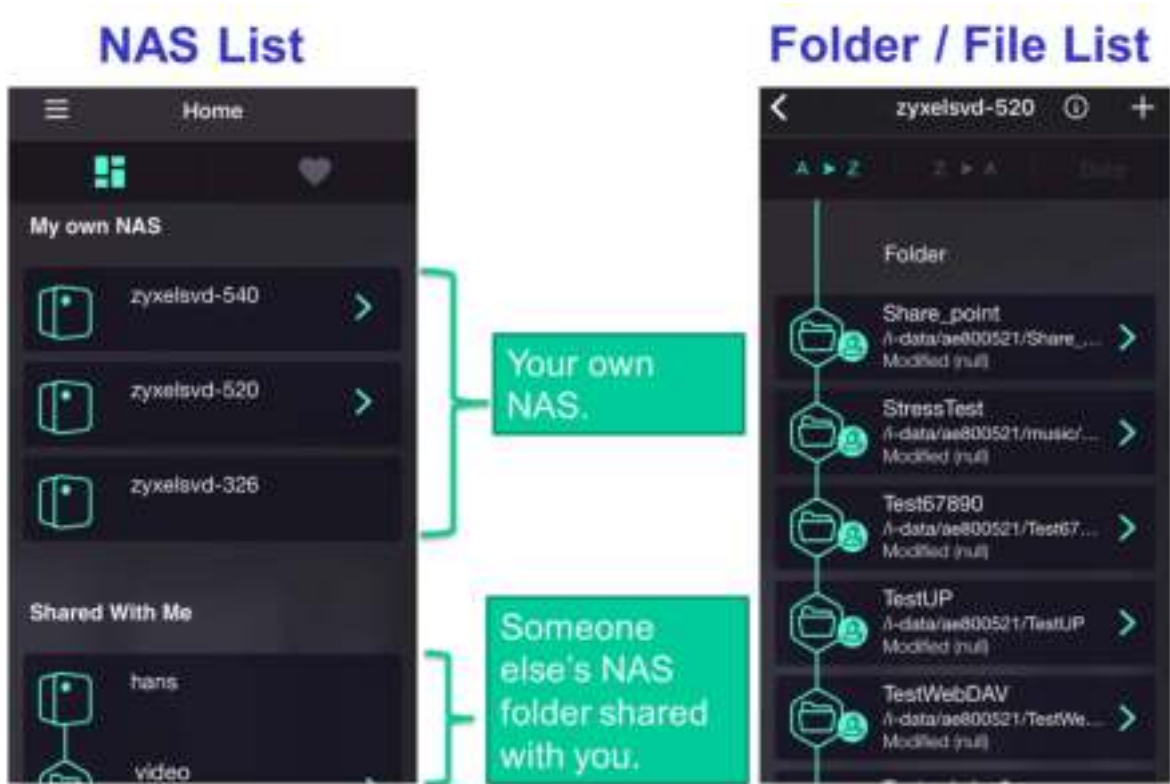 NAS List
Home
My own NAS
zyxelsvd-540
zyxelsvd-520
zyxelsvd-326
Shared With Me
hans
video
Your own
NAS.
Someone
else's NAS
folder shared
with you.
Folder / File List
zyxelsvd-520
A ▸ Z
Z ▸ A
Date
Folder
Share_point
/i-data/ae800521/Share_...
Modified (null)
StressTest
/i-data/ae800521/music/...
Modified (null)
Test67890
/i-data/ae800521/Test67...
Modified (null)
TestUP
/i-data/ae800521/TestUP
Modified (null)
TestWebDAV
/i-data/ae800521/TestWe...
Modified (null)